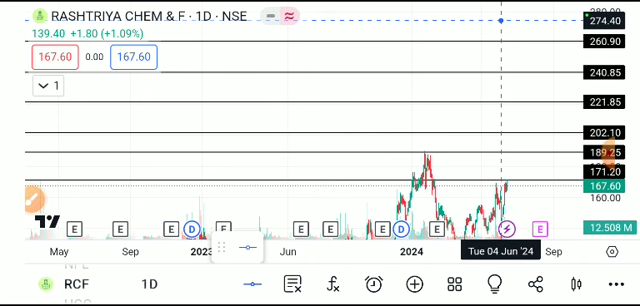 RASHTRIYA CHEM & F · 1D · NSE
139.40 +1.80 (+1.09%)
167.60 0.00 167.60
1
280.00
274.40
260.90
240.85
221.85
202.10
189.25
171.20
167.60
160.00
12.508 M
E E E D E E E E D E E
May Sep 2023 Jun 2024 Tue 04 Jun '24 Sep
RCF 1D